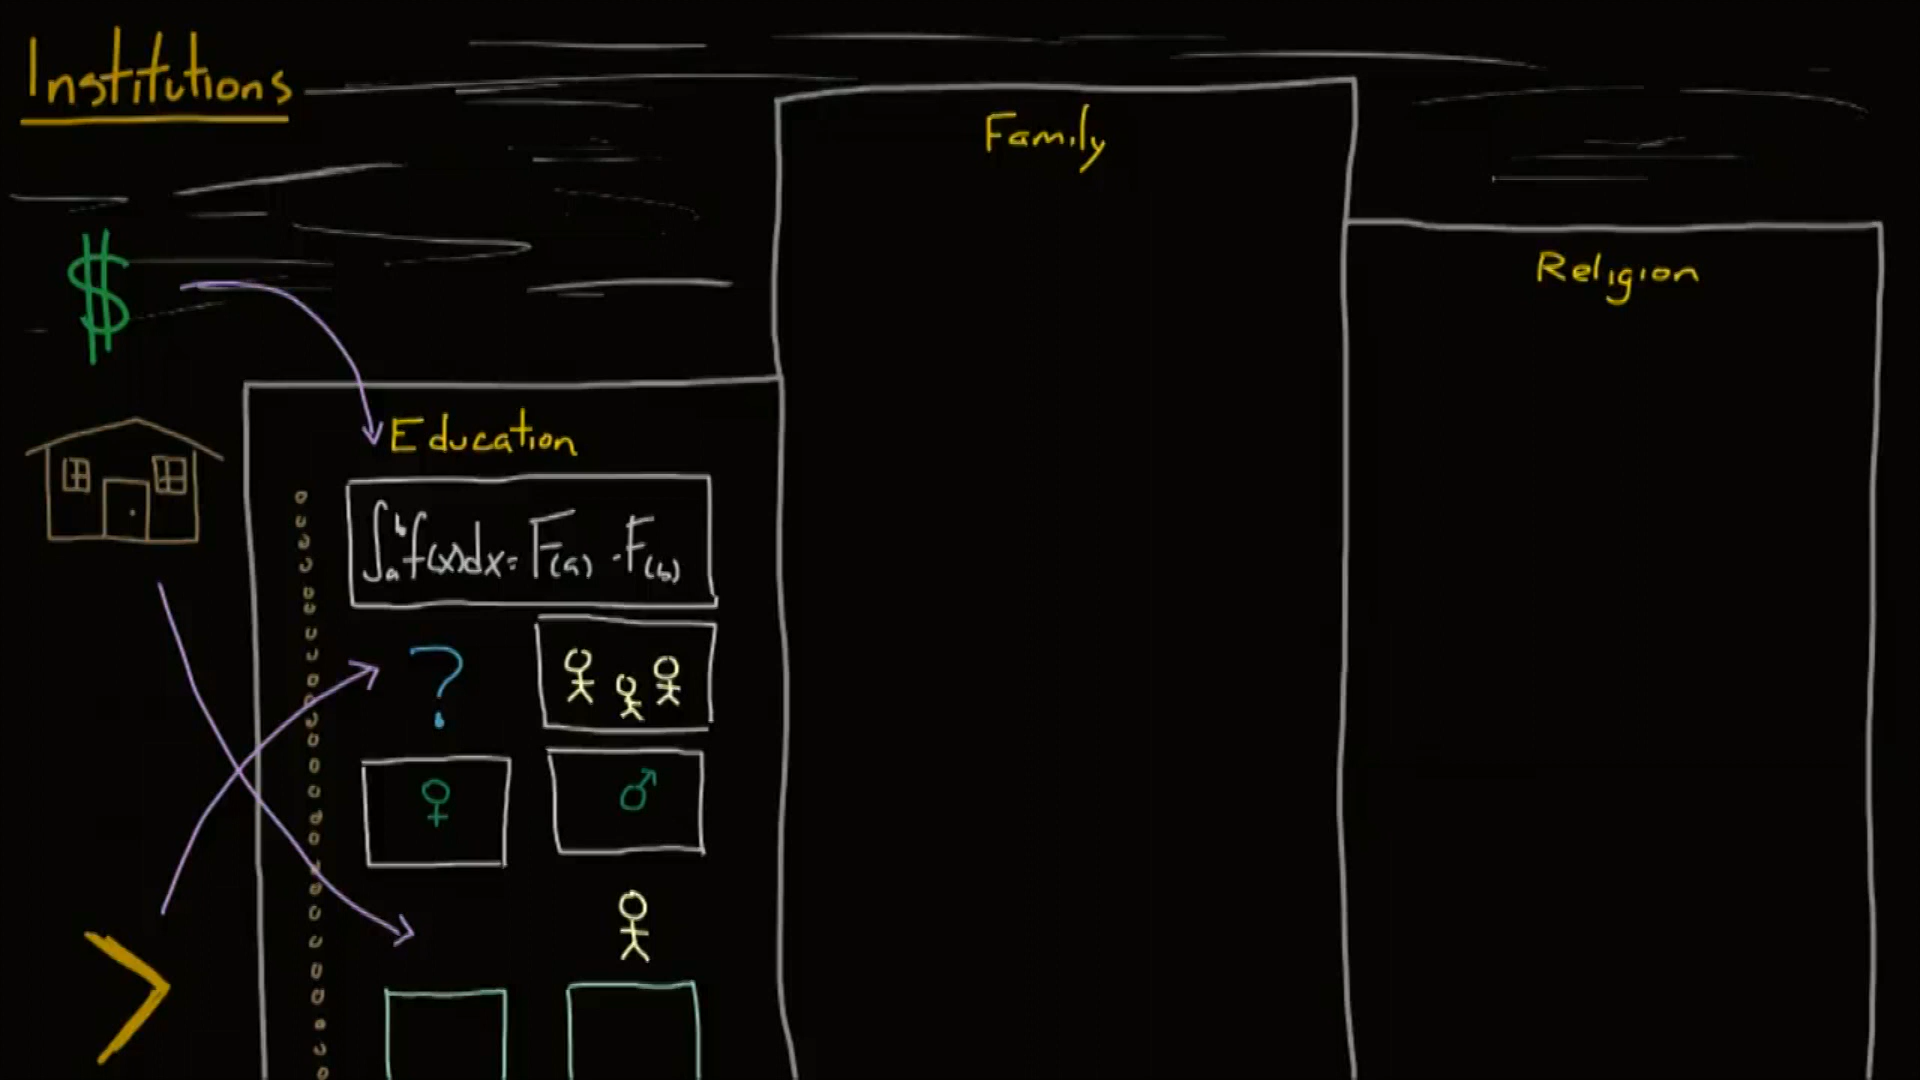 Institutions
Family
Religion
$
Education
∫ₐᵇf(x)dx=F(a)-F(b)
?
♀ ♂
>